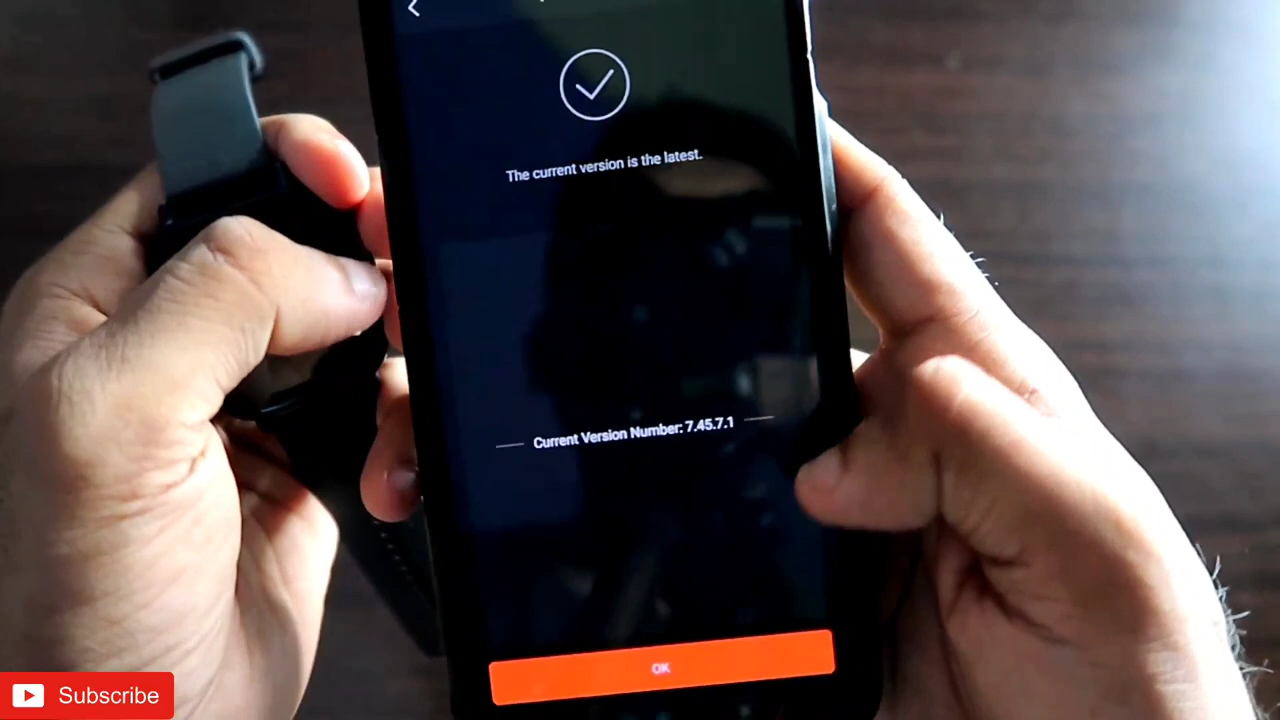 The current version is the latest.
Current Version Number: 7.45.7.1
OK
Subscribe